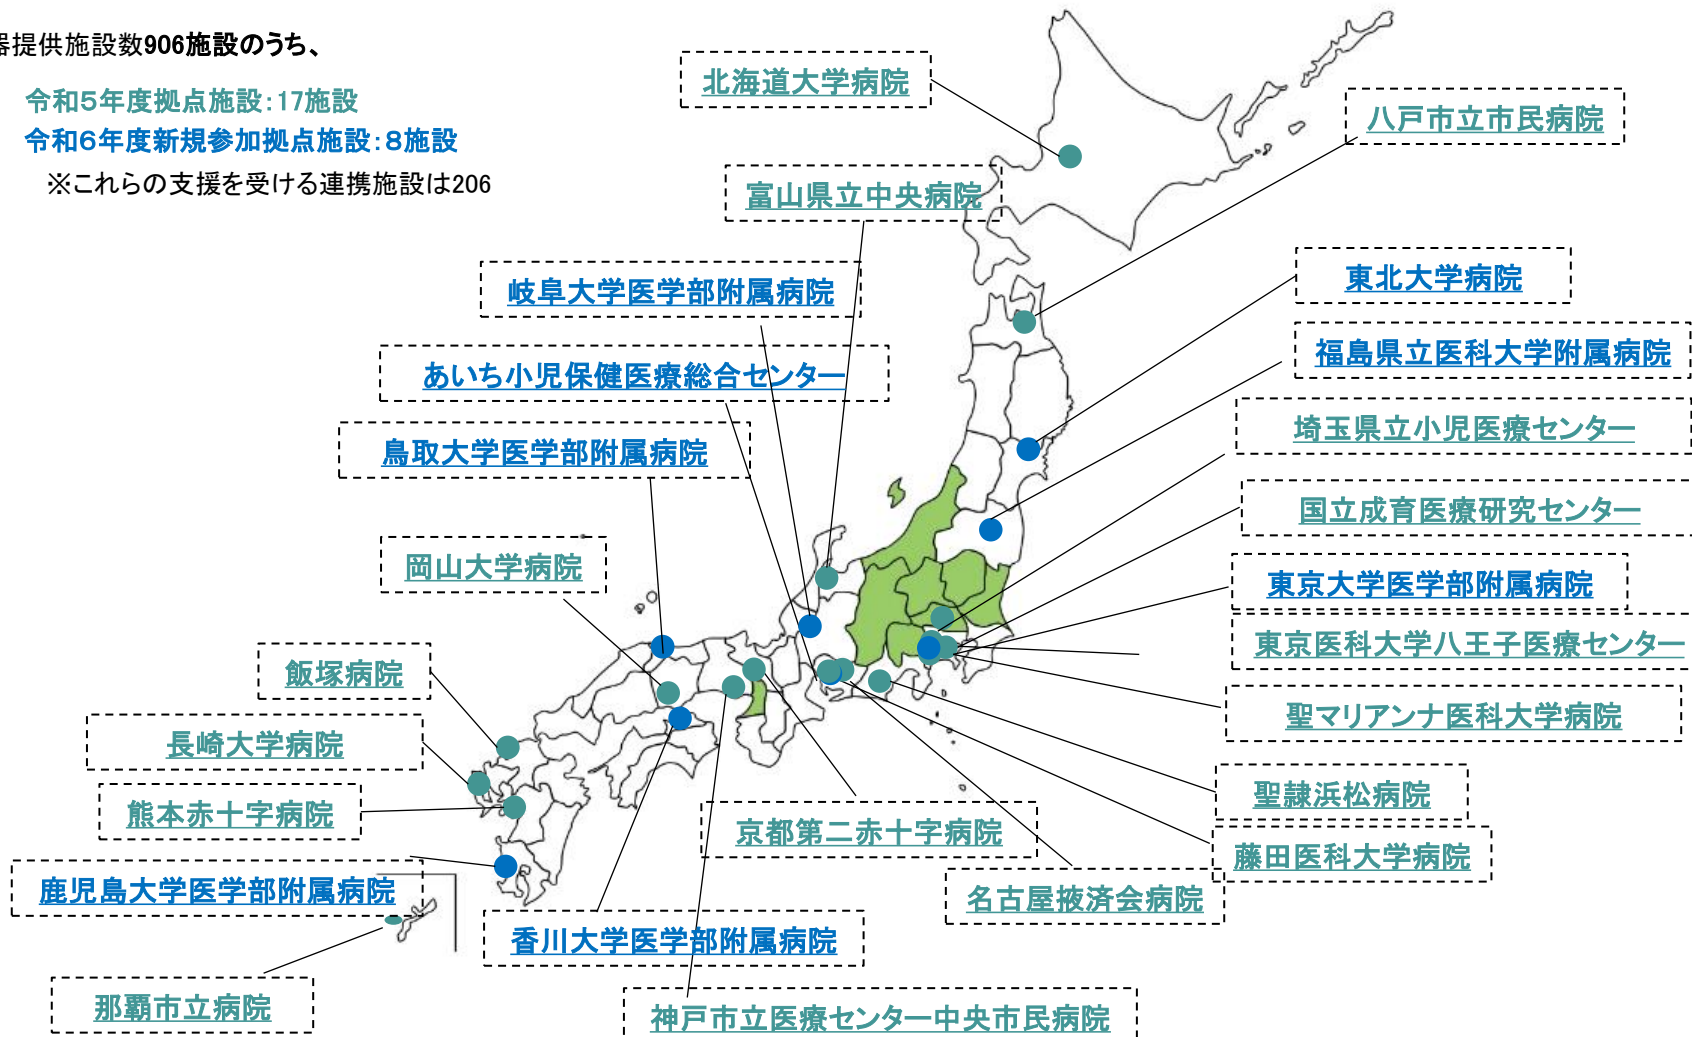 器提供施設数906施設のうち、
令和5年度拠点施設:17施設
令和6年度新規参加拠点施設:8施設
※これらの支援を受ける連携施設は206
北海道大学病院
八戸市立市民病院
富山県立中央病院
東北大学病院
岐阜大学医学部附属病院
福島県立医科大学附属病院
あいち小児保健医療総合センター
埼玉県立小児医療センター
鳥取大学医学部附属病院
国立成育医療研究センター
岡山大学病院
東京大学医学部附属病院
東京医科大学八王子医療センター
飯塚病院
聖マリアンナ医科大学病院
長崎大学病院
聖隷浜松病院
熊本赤十字病院
京都第二赤十字病院
藤田医科大学病院
鹿児島大学医学部附属病院
名古屋掖済会病院
香川大学医学部附属病院
那覇市立病院
神戸市立医療センター中央市民病院